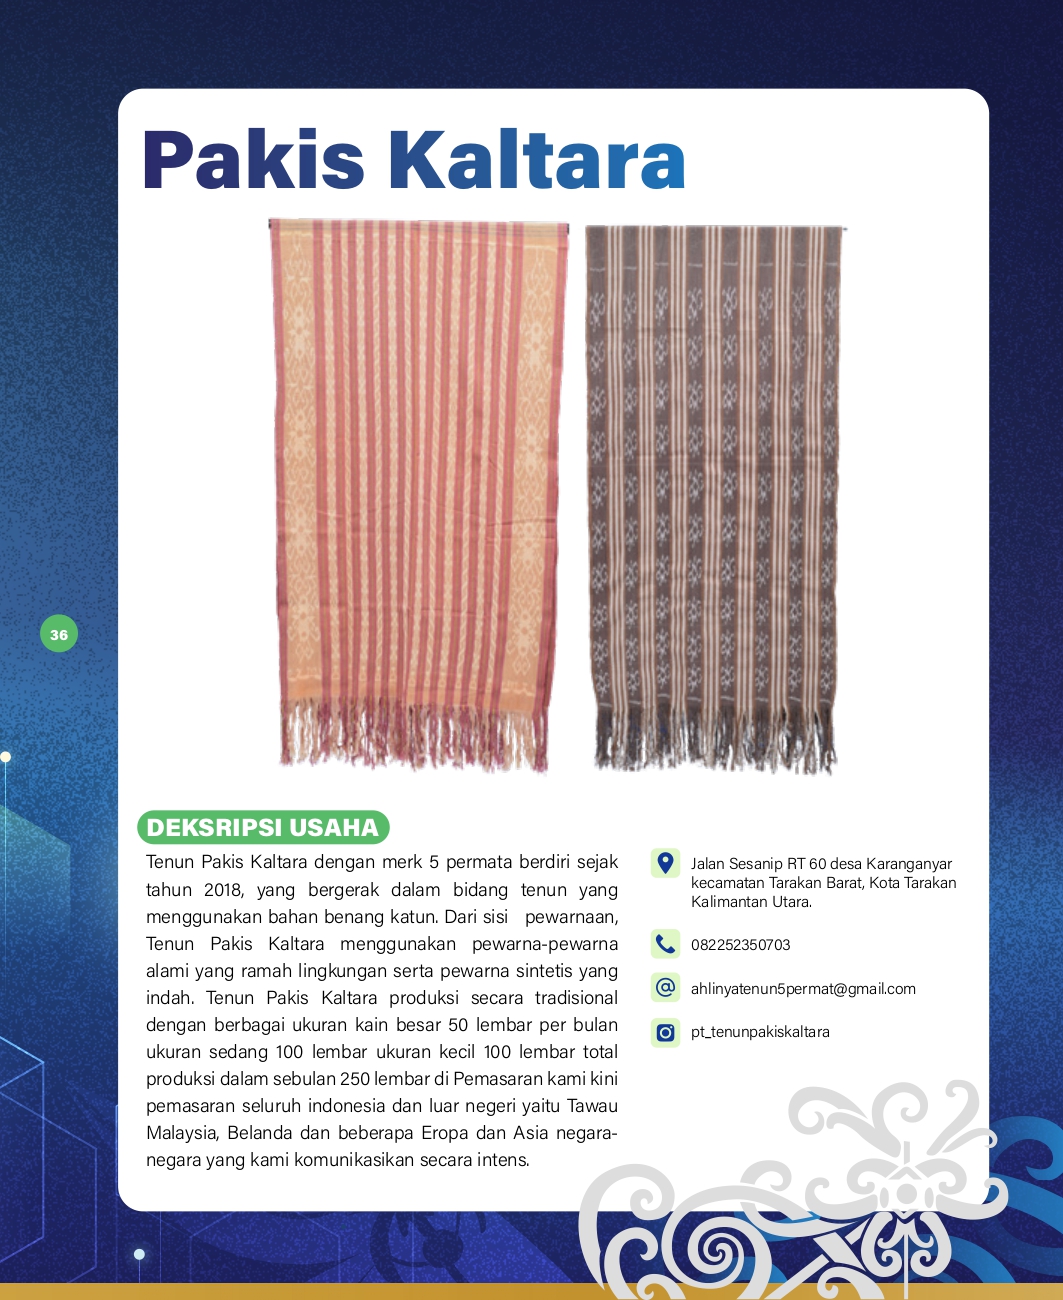 Pakis Kaltara
36
DEKSRIPSI USAHA
Tenun Pakis Kaltara dengan merk 5 permata berdiri sejak
tahun 2018, yang bergerak dalam bidang tenun yang
menggunakan bahan benang katun. Dari sisi pewarnaan,
Tenun Pakis Kaltara menggunakan pewarna-pewarna
alami yang ramah lingkungan serta pewarna sintetis yang
indah. Tenun Pakis Kaltara produksi secara tradisional
dengan berbagai ukuran kain besar 50 lembar per bulan
ukuran sedang 100 lembar ukuran kecil 100 lembar total
produksi dalam sebulan 250 lembar di Pemasaran kami kini
pemasaran seluruh indonesia dan luar negeri yaitu Tawau
Malaysia, Belanda dan beberapa Eropa dan Asia negara-
negara yang kami komunikasikan secara intens.
Jalan Sesanip RT 60 desa Karanganyar
kecamatan Tarakan Barat, Kota Tarakan
Kalimantan Utara.
082252350703
ahlinyatenun5permat@gmail.com
pt_tenunpakiskaltara